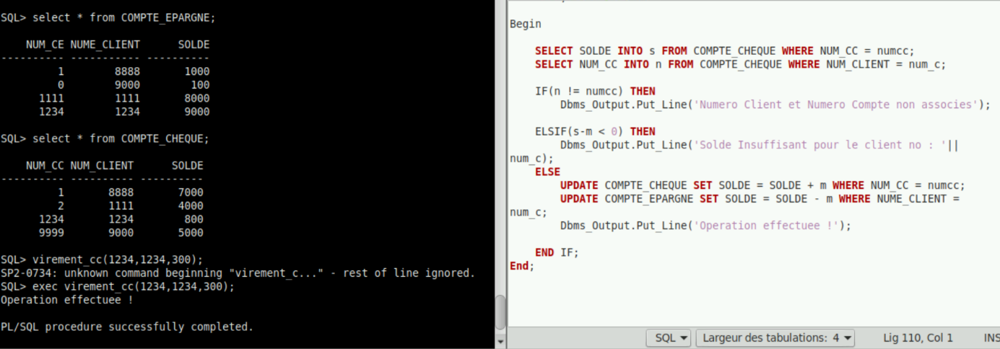 SQL> select * from COMPTE_EPARGNE;
NUM_CE NUME_CLIENT SOLDE
---------- ----------- ----------
1 8888 1000
0 9000 100
1111 1111 8000
1234 1234 9000
SQL> select * from COMPTE_CHEQUE;
NUM_CC NUM_CLIENT SOLDE
---------- ---------- ----------
1 8888 7000
2 1111 4000
1234 1234 800
9999 9000 5000
SQL> virement_cc(1234,1234,300);
SP2-0734: unknown command beginning "virement_c..." - rest of line ignored.
SQL> exec virement_cc(1234,1234,300);
Operation effectuee !
PL/SQL procedure successfully completed.
Begin
SELECT SOLDE INTO s FROM COMPTE_CHEQUE WHERE NUM_CC = numcc;
SELECT NUM_CC INTO n FROM COMPTE_CHEQUE WHERE NUM_CLIENT = num_c;
IF(n != numcc) THEN
Dbms_Output.Put_Line('Numero Client et Numero Compte non associes');
ELSIF(s-m < 0) THEN
Dbms_Output.Put_Line('Solde Insuffisant pour le client no : '||
num_c);
ELSE
UPDATE COMPTE_CHEQUE SET SOLDE = SOLDE + m WHERE NUM_CC = numcc;
UPDATE COMPTE_EPARGNE SET SOLDE = SOLDE - m WHERE NUME_CLIENT =
num_c;
Dbms_Output.Put_Line('Operation effectuee !');
END IF;
End;
SQL Largeur des tabulations: 4 Lig 110, Col 1 INS